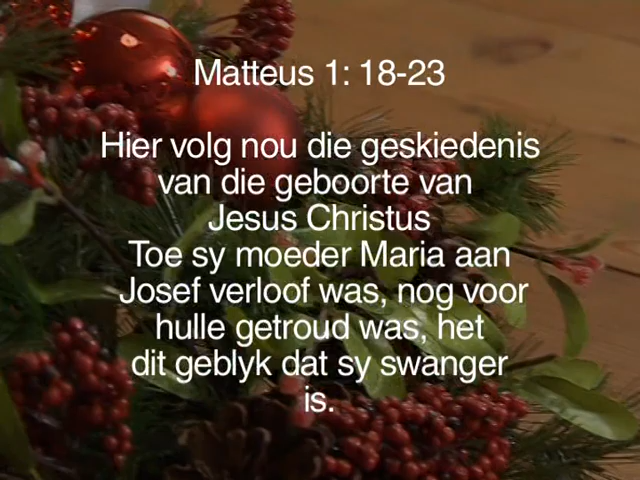 Matteus 1: 18-23
Hier volg nou die geskiedenis
van die geboorte van
Jesus Christus
Toe sy moeder Maria aan
Josef verloof was, nog voor
hulle getroud was, het
dit geblyk dat sy swanger
is.